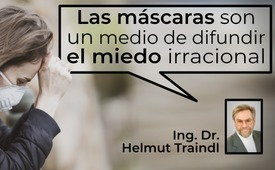 Las máscaras son
un medio de difundir
el miedo irracional
Ing. Dr.
Helmut Traindl